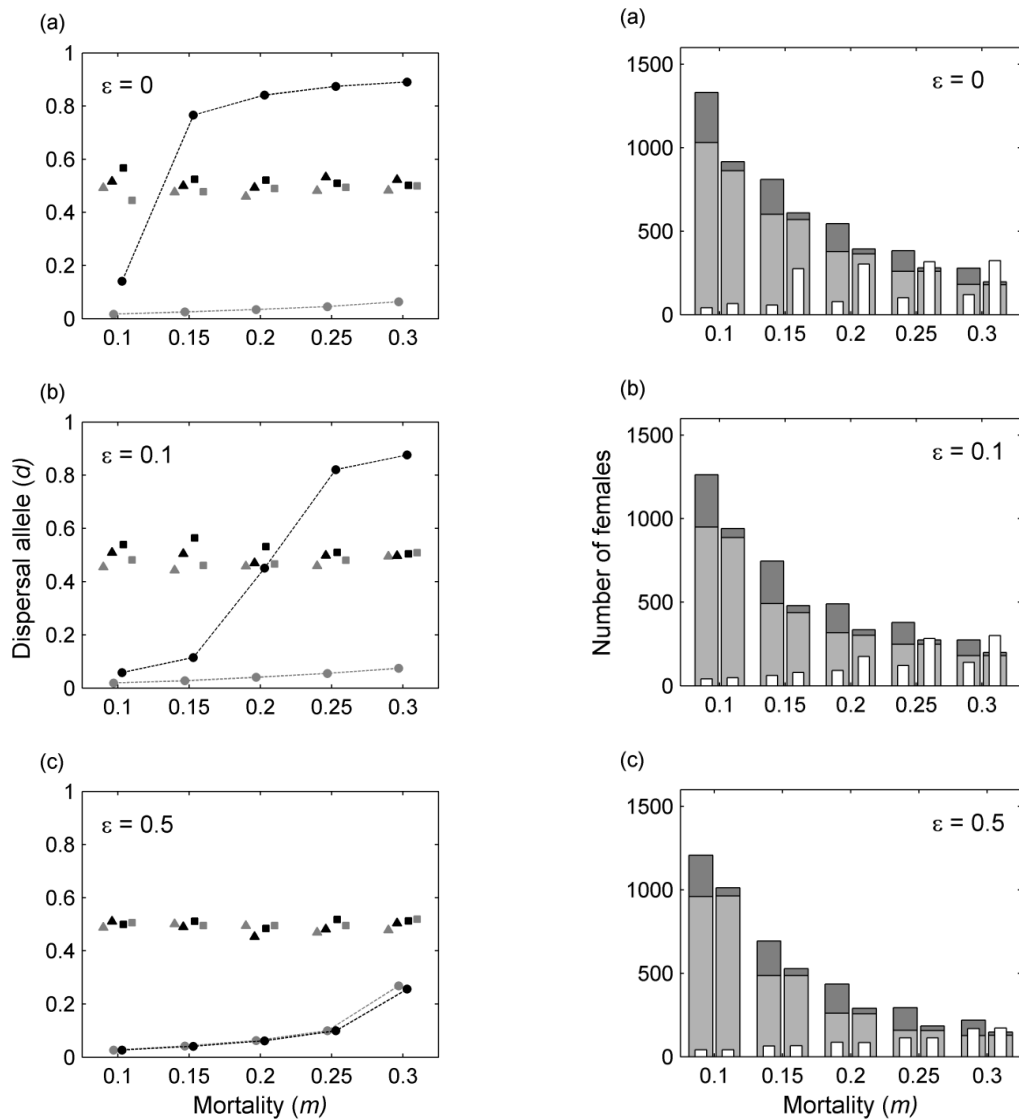 (a)
ε = 0
1
0.8
0.6
0.4
0.2
0
0.1 0.15 0.2 0.25 0.3
(b)
ε = 0.1
1
0.8
0.6
0.4
0.2
0
0.1 0.15 0.2 0.25 0.3
Dispersal allele (d)
(c)
ε = 0.5
1
0.8
0.6
0.4
0.2
0
0.1 0.15 0.2 0.25 0.3
Mortality (m)
(a)
ε = 0
1500
1000
500
0
0.1 0.15 0.2 0.25 0.3
(b)
ε = 0.1
1500
1000
500
0
0.1 0.15 0.2 0.25 0.3
Number of females
(c)
ε = 0.5
1500
1000
500
0
0.1 0.15 0.2 0.25 0.3
Mortality (m)